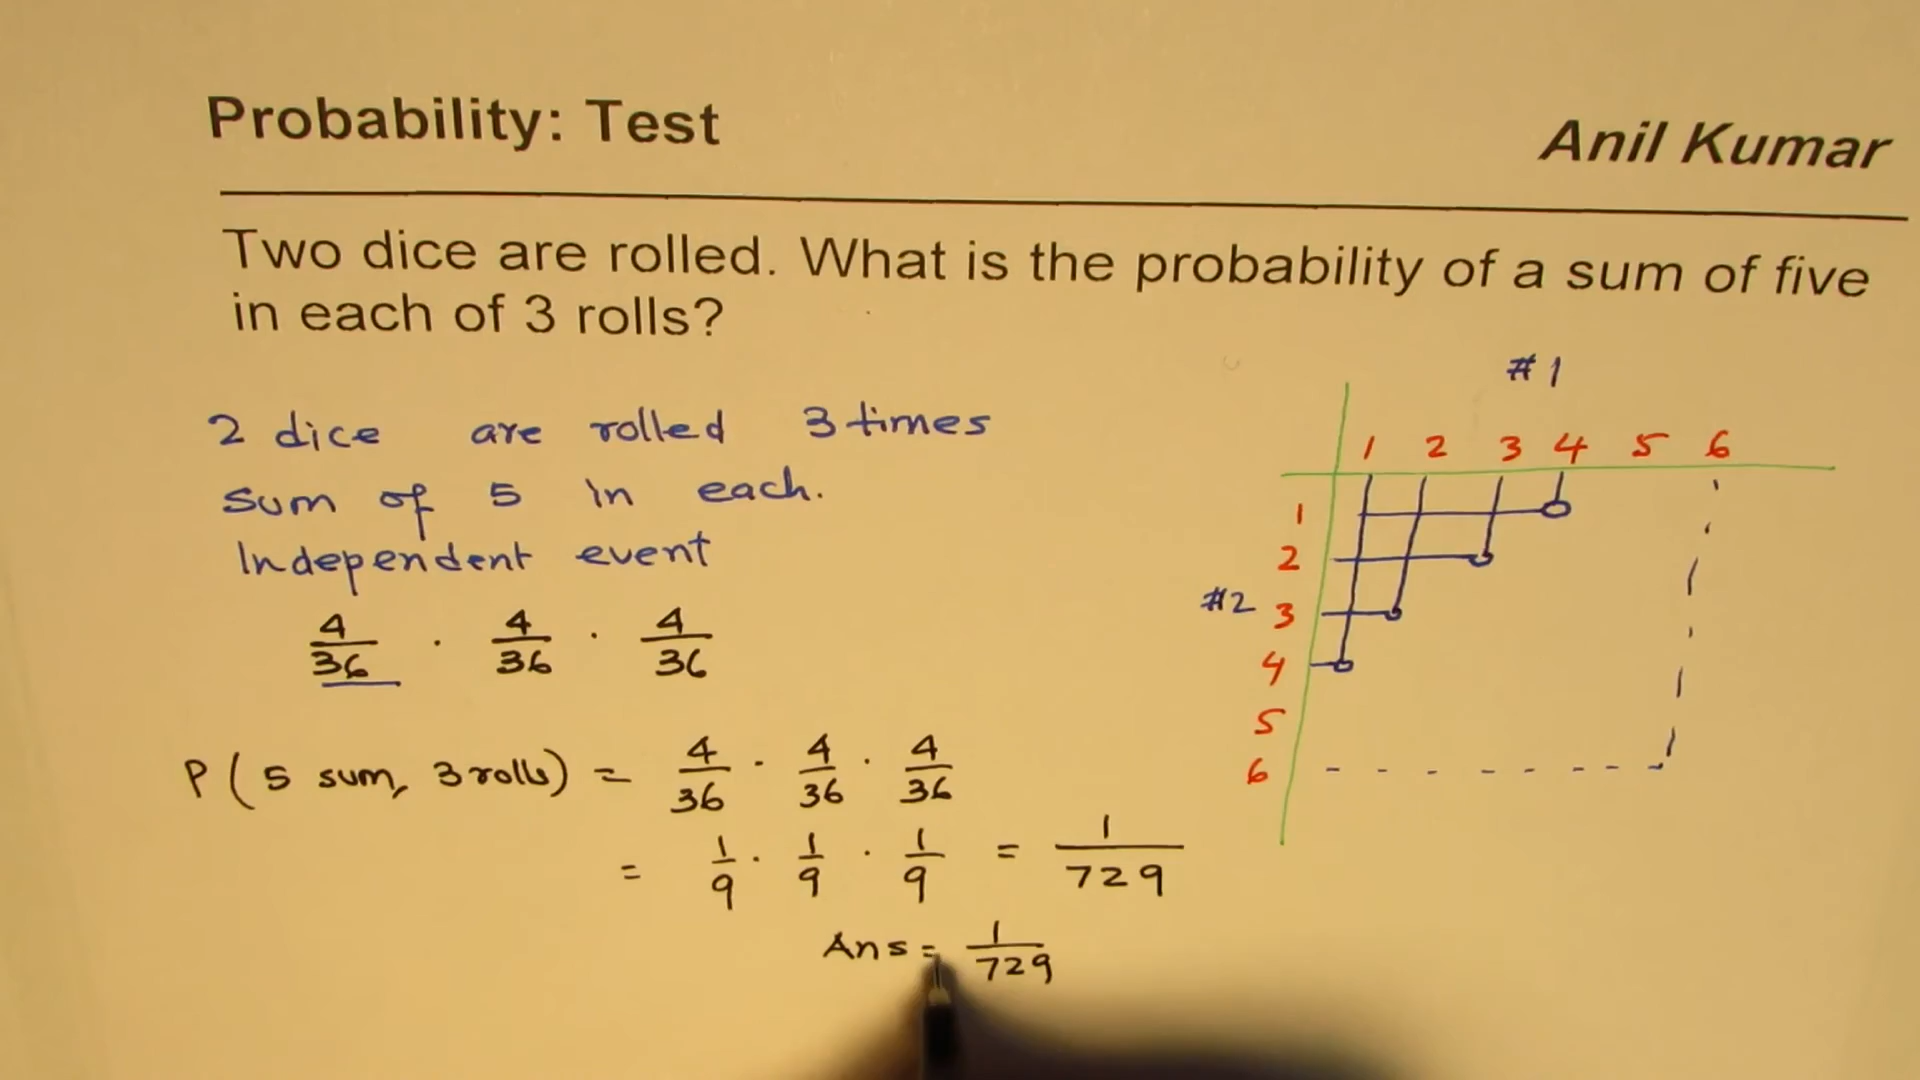 Probability: Test
Anil Kumar
Two dice are rolled. What is the probability of a sum of five
in each of 3 rolls?
2 dice are rolled 3 times
Sum of 5 in each.
Independent event
4/36 · 4/36 · 4/36
P ( 5 sum, 3 rolls ) = 4/36 · 4/36 · 4/36
= 1/9 · 1/9 · 1/9 = 1/729
Ans = 1/729
#1
1 2 3 4 5 6
1
2
#2 3
4
5
6